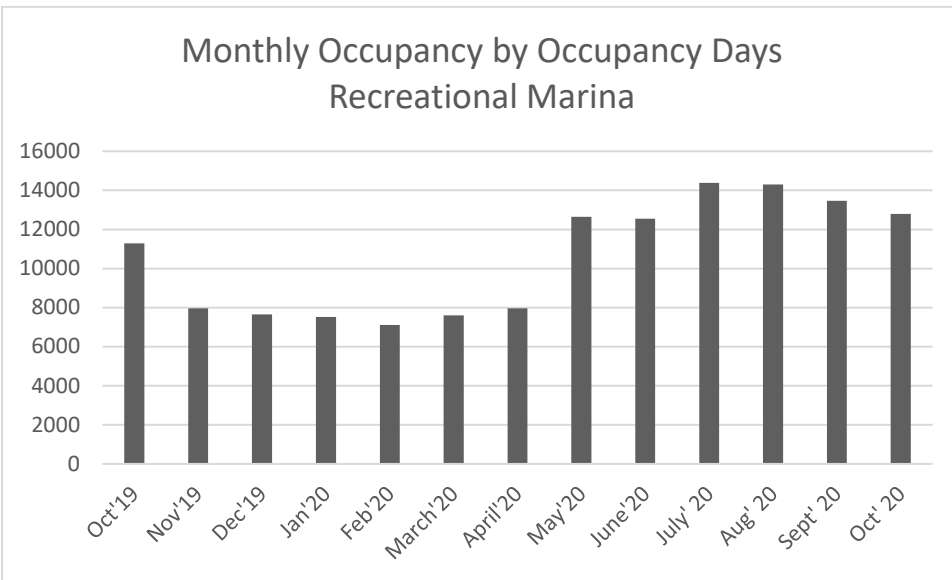 Monthly Occupancy by Occupancy Days
Recreational Marina
16000
14000
12000
10000
8000
6000
4000
2000
0
Oct'19
Nov'19
Dec'19
Jan'20
Feb'20
March'20
April'20
May'20
June'20
July' 20
Aug' 20
Sept' 20
Oct' 20